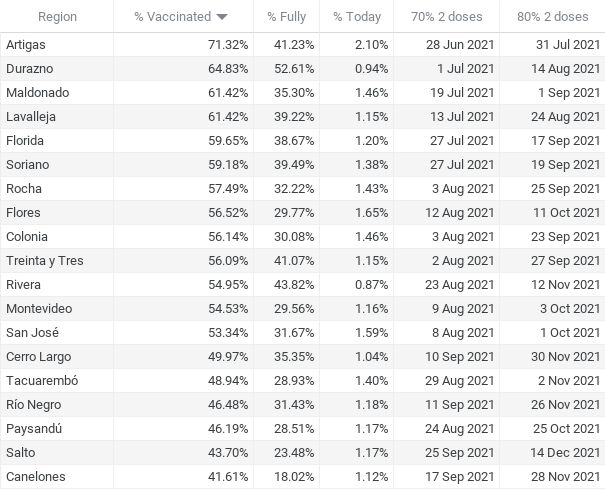 Region % Vaccinated % Fully % Today 70% 2 doses 80% 2 doses
Artigas 71.32% 41.23% 2.10% 28 Jun 2021 31 Jul 2021
Durazno 64.83% 52.61% 0.94% 1 Jul 2021 14 Aug 2021
Maldonado 61.42% 35.30% 1.46% 19 Jul 2021 1 Sep 2021
Lavalleja 61.42% 39.22% 1.15% 13 Jul 2021 24 Aug 2021
Florida 59.65% 38.67% 1.20% 27 Jul 2021 17 Sep 2021
Soriano 59.18% 39.49% 1.38% 27 Jul 2021 19 Sep 2021
Rocha 57.49% 32.22% 1.43% 3 Aug 2021 25 Sep 2021
Flores 56.52% 29.77% 1.65% 12 Aug 2021 11 Oct 2021
Colonia 56.14% 30.08% 1.46% 3 Aug 2021 23 Sep 2021
Treinta y Tres 56.09% 41.07% 1.15% 2 Aug 2021 27 Sep 2021
Rivera 54.95% 43.82% 0.87% 23 Aug 2021 12 Nov 2021
Montevideo 54.53% 29.56% 1.16% 9 Aug 2021 3 Oct 2021
San José 53.34% 31.67% 1.59% 8 Aug 2021 1 Oct 2021
Cerro Largo 49.97% 35.35% 1.04% 10 Sep 2021 30 Nov 2021
Tacuarembó 48.94% 28.93% 1.40% 29 Aug 2021 2 Nov 2021
Río Negro 46.48% 31.43% 1.18% 11 Sep 2021 26 Nov 2021
Paysandú 46.19% 28.51% 1.17% 24 Aug 2021 25 Oct 2021
Salto 43.70% 23.48% 1.17% 25 Sep 2021 14 Dec 2021
Canelones 41.61% 18.02% 1.12% 17 Sep 2021 28 Nov 2021